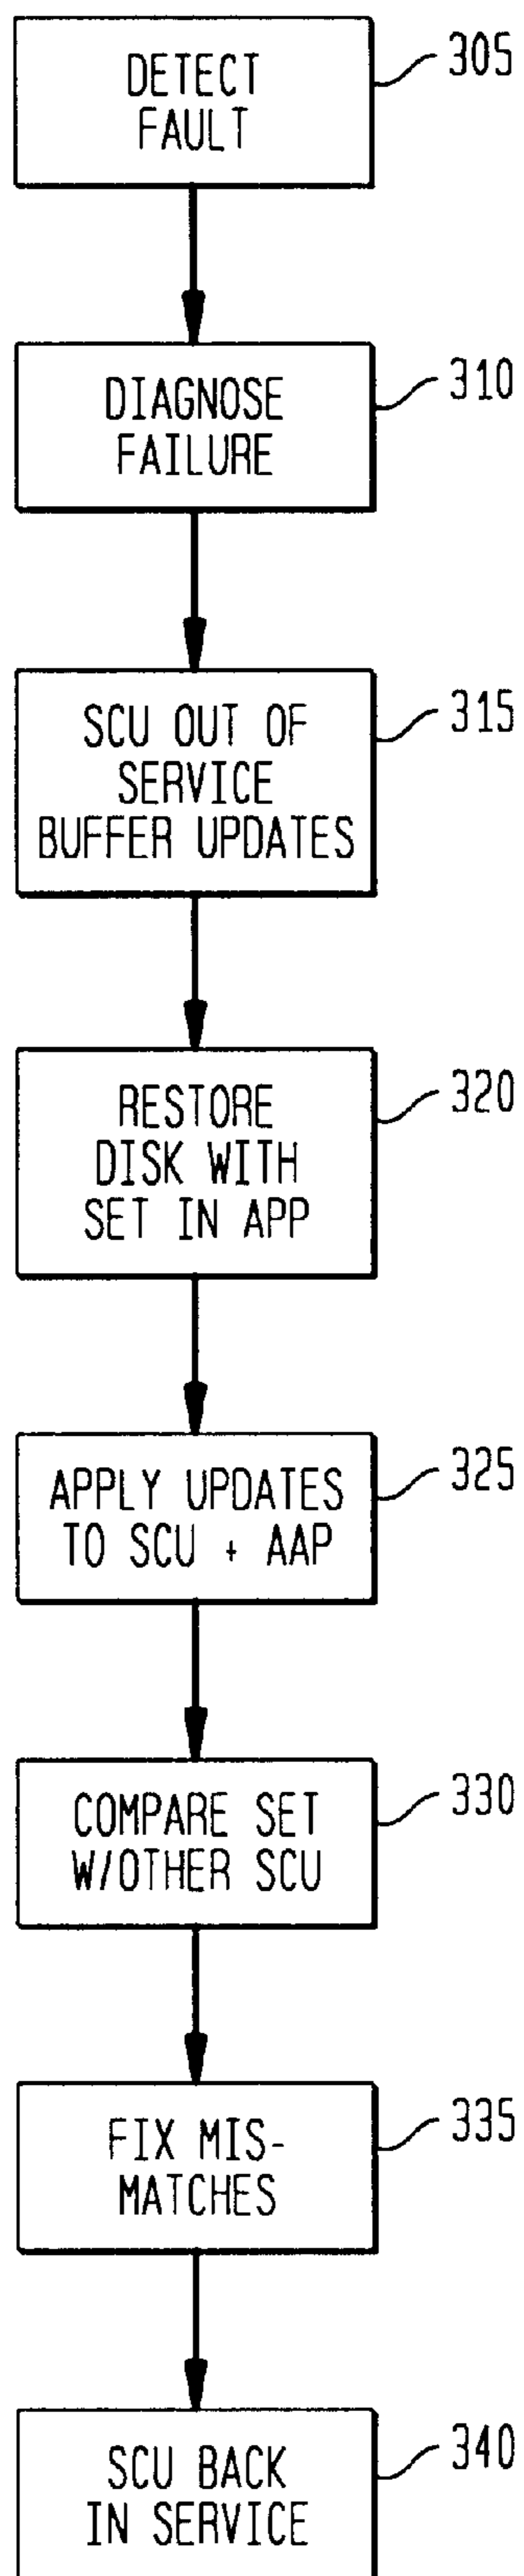 DETECT
FAULT
305
DIAGNOSE
FAILURE
310
SCU OUT OF
SERVICE
BUFFER UPDATES
315
RESTORE
DISK WITH
SET IN APP
320
APPLY UPDATES
TO SCU + AAP
325
COMPARE SET
W/OTHER SCU
330
FIX MIS-
MATCHES
335
SCU BACK
IN SERVICE
340